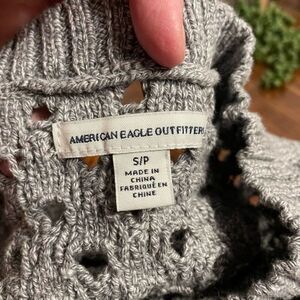 AMERICAN EAGLE OUTFITTERS
S/P
MADE IN
CHINA
FABRIQUÉ EN
CHINE